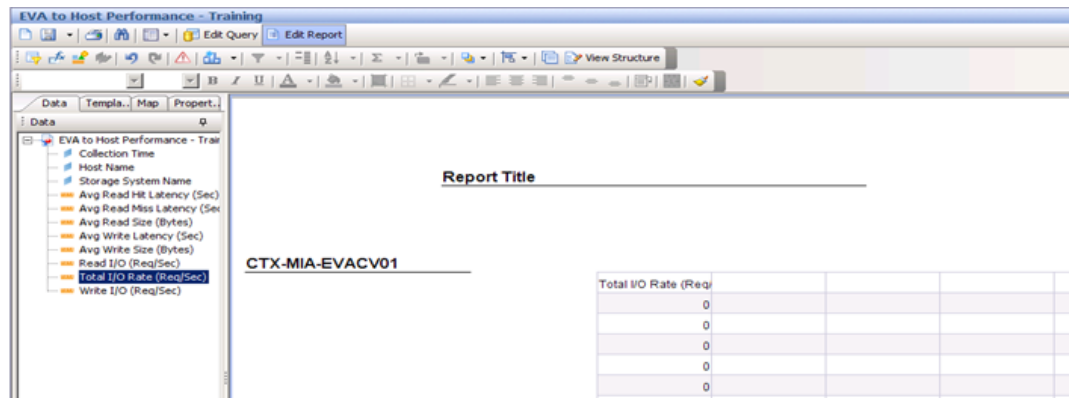 EVA to Host Performance - Training
Edit Query Edit Report
View Structure
B I U A
Data Templa.. Map Propert..
Data
EVA to Host Performance - Trair
Collection Time
Host Name
Storage System Name
Avg Read Hit Latency (Sec)
Avg Read Miss Latency (Sec
Avg Read Size (Bytes)
Avg Write Latency (Sec)
Avg Write Size (Bytes)
Read I/O (Req/Sec)
Total I/O Rate (Req/Sec)
Write I/O (Req/Sec)
Report Title
CTX-MIA-EVACV01
Total I/O Rate (Req/
0
0
0
0
0